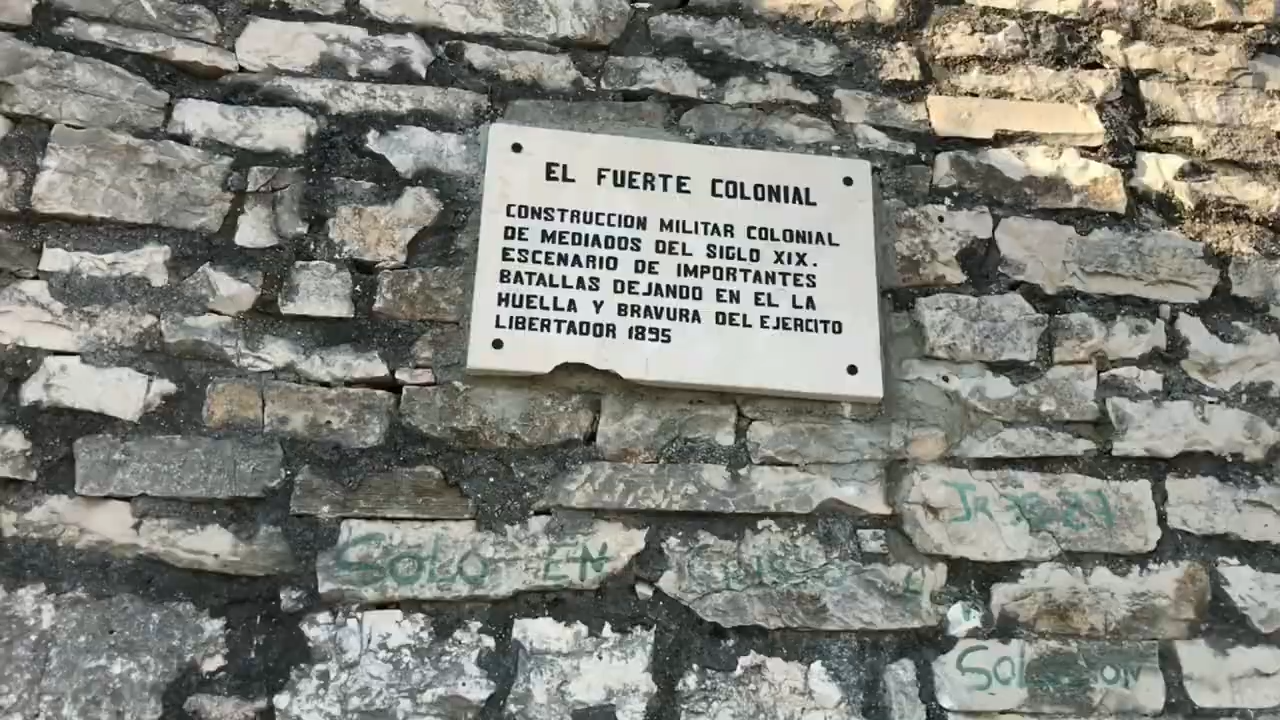 EL FUERTE COLONIAL
CONSTRUCCION MILITAR COLONIAL
DE MEDIADOS DEL SIGLO XIX.
ESCENARIO DE IMPORTANTES
BATALLAS DEJANDO EN EL LA
HUELLA Y BRAVURA DEL EJERCITO
LIBERTADOR 1895
SOLO EN